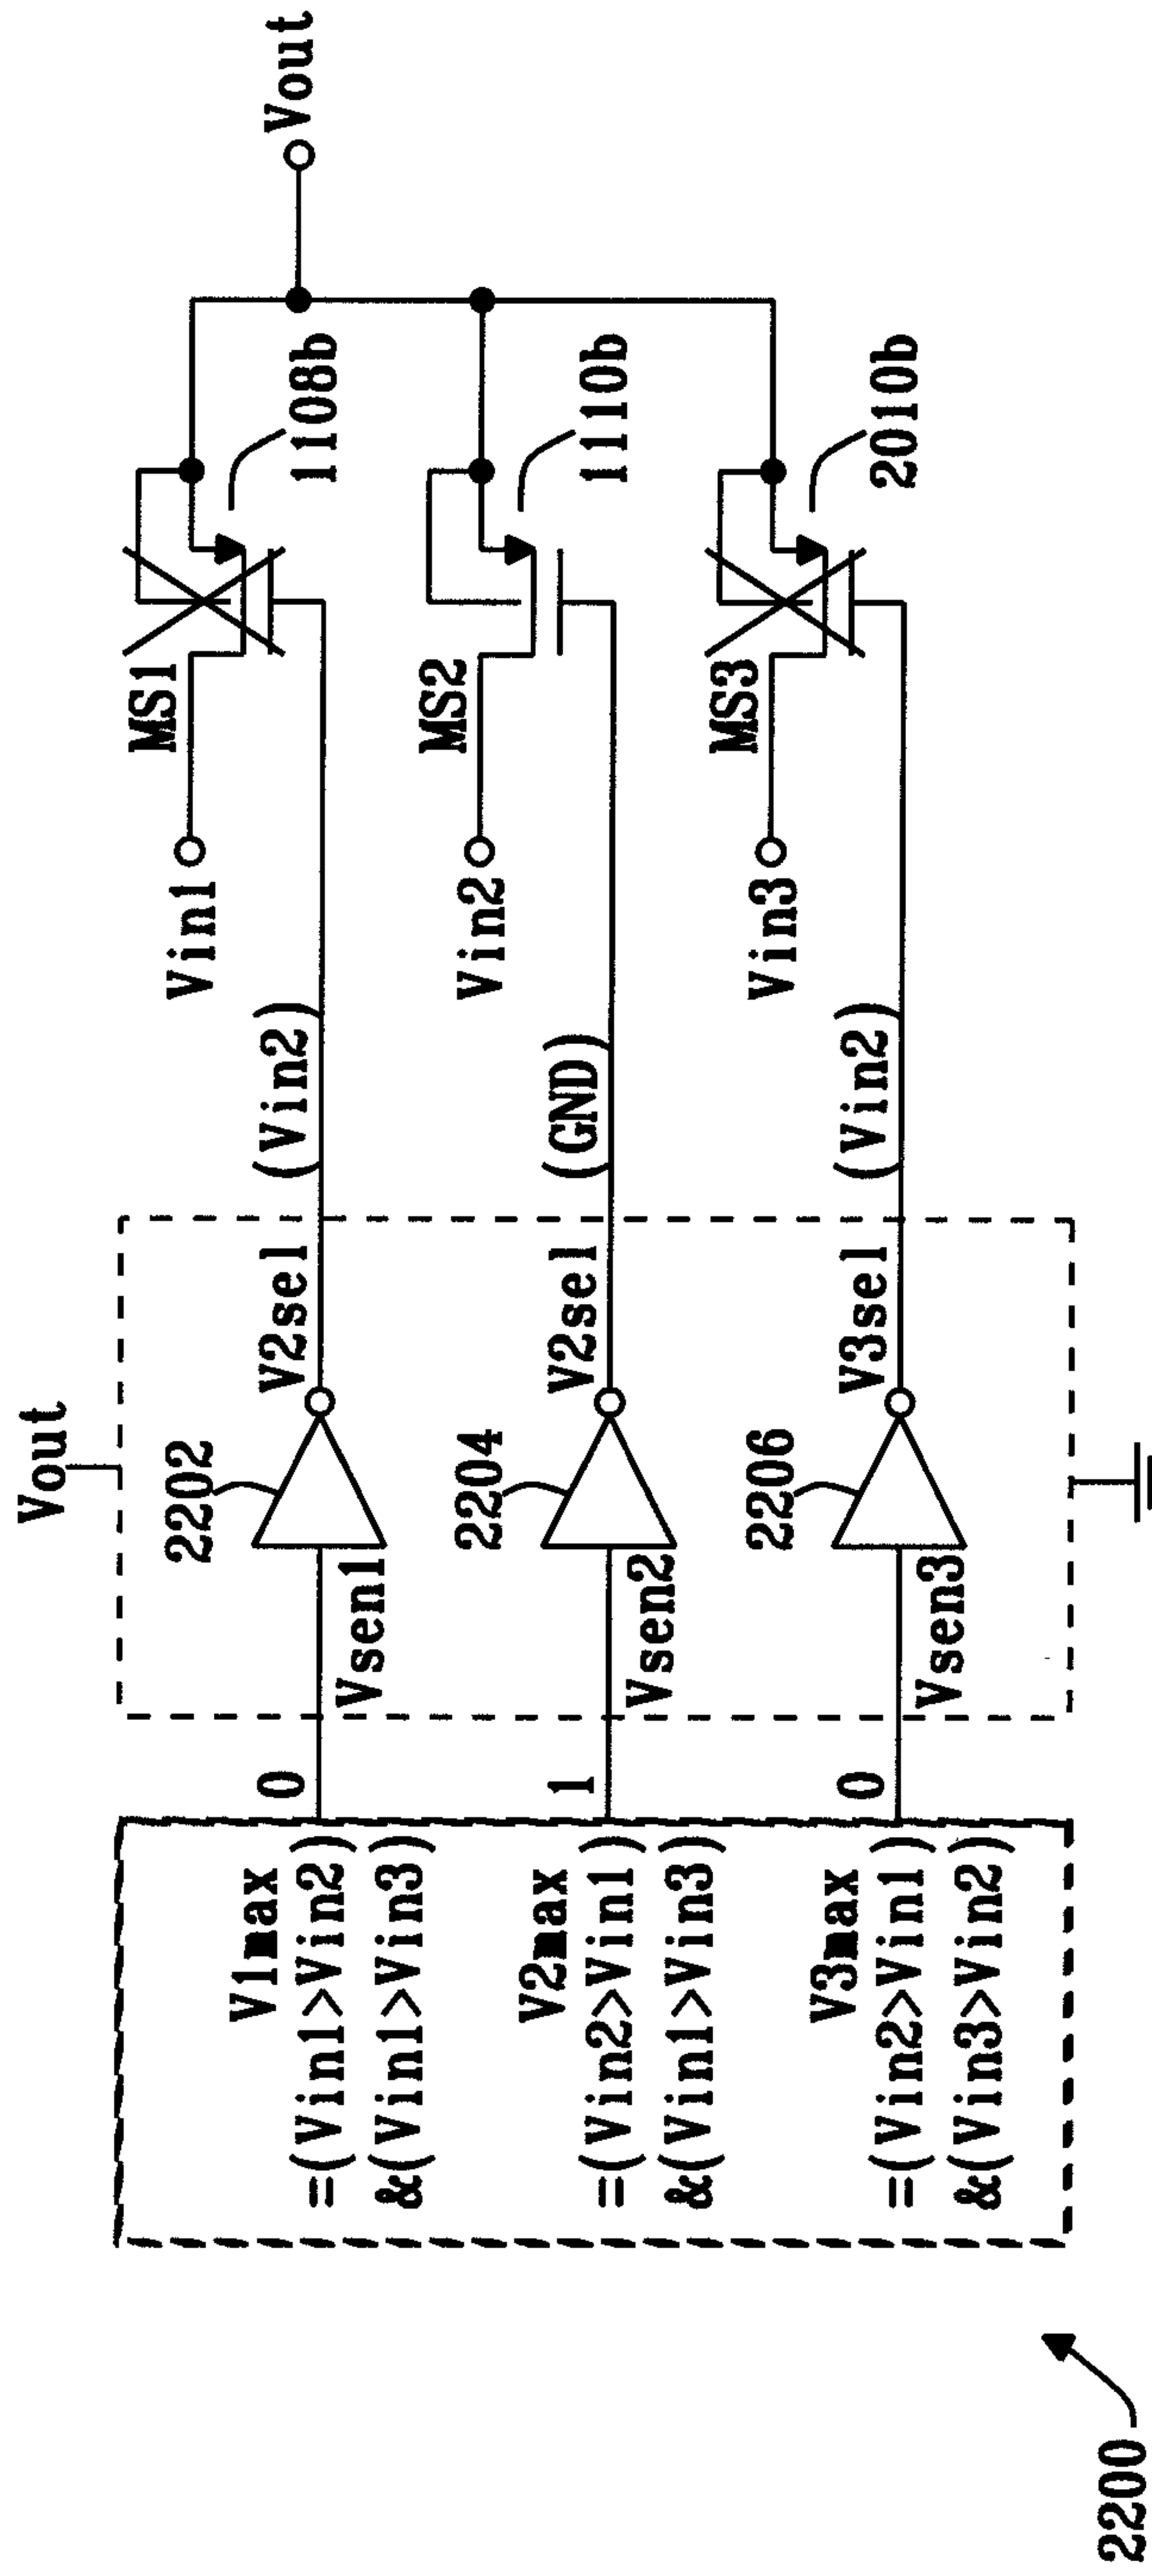 Vout
2202
V2sel
(Vin2)
Vin1
MS1
1108b
Vout
V1max
=(Vin1>Vin2)
&(Vin1>Vin3)
0
Vsen1
2204
V2sel
(GND)
Vin2
MS2
1110b
V2max
=(Vin2>Vin1)
&(Vin1>Vin3)
1
Vsen2
2206
V3sel
(Vin2)
Vin3
MS3
2010b
V3max
=(Vin2>Vin1)
&(Vin3>Vin2)
0
Vsen3
2200